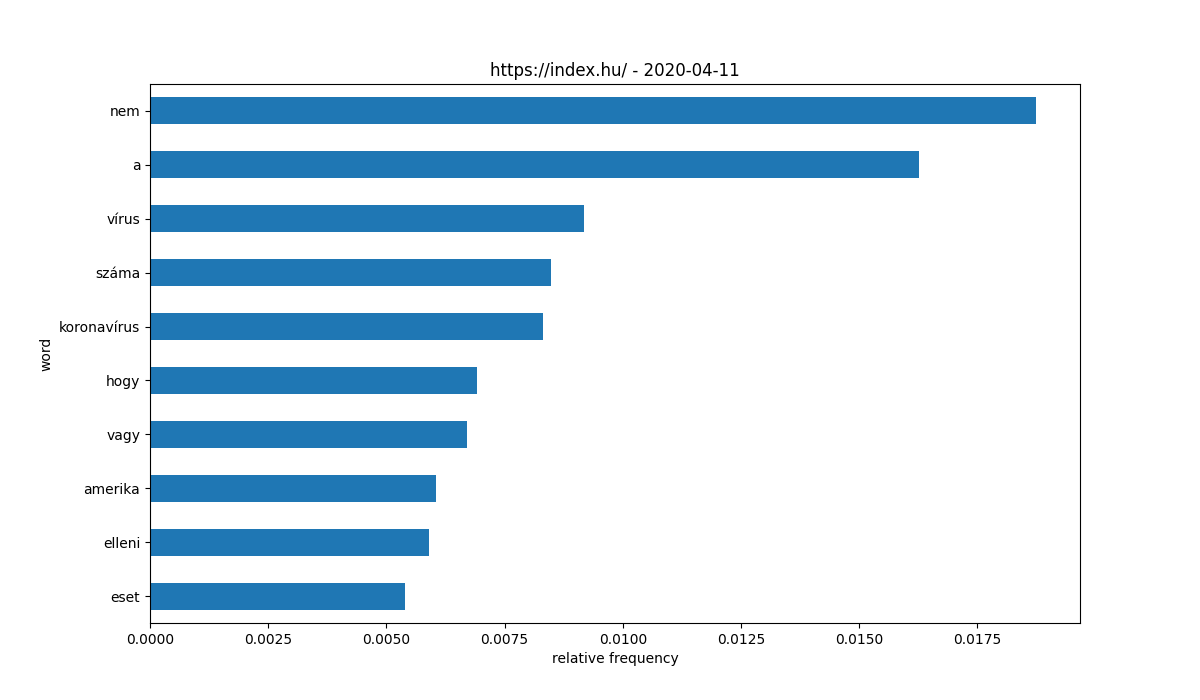 https://index.hu/ - 2020-04-11
nem
a
vírus
száma
koronavírus
hogy
vagy
amerika
elleni
eset
word
0.0000 0.0025 0.0050 0.0075 0.0100 0.0125 0.0150 0.0175
relative frequency